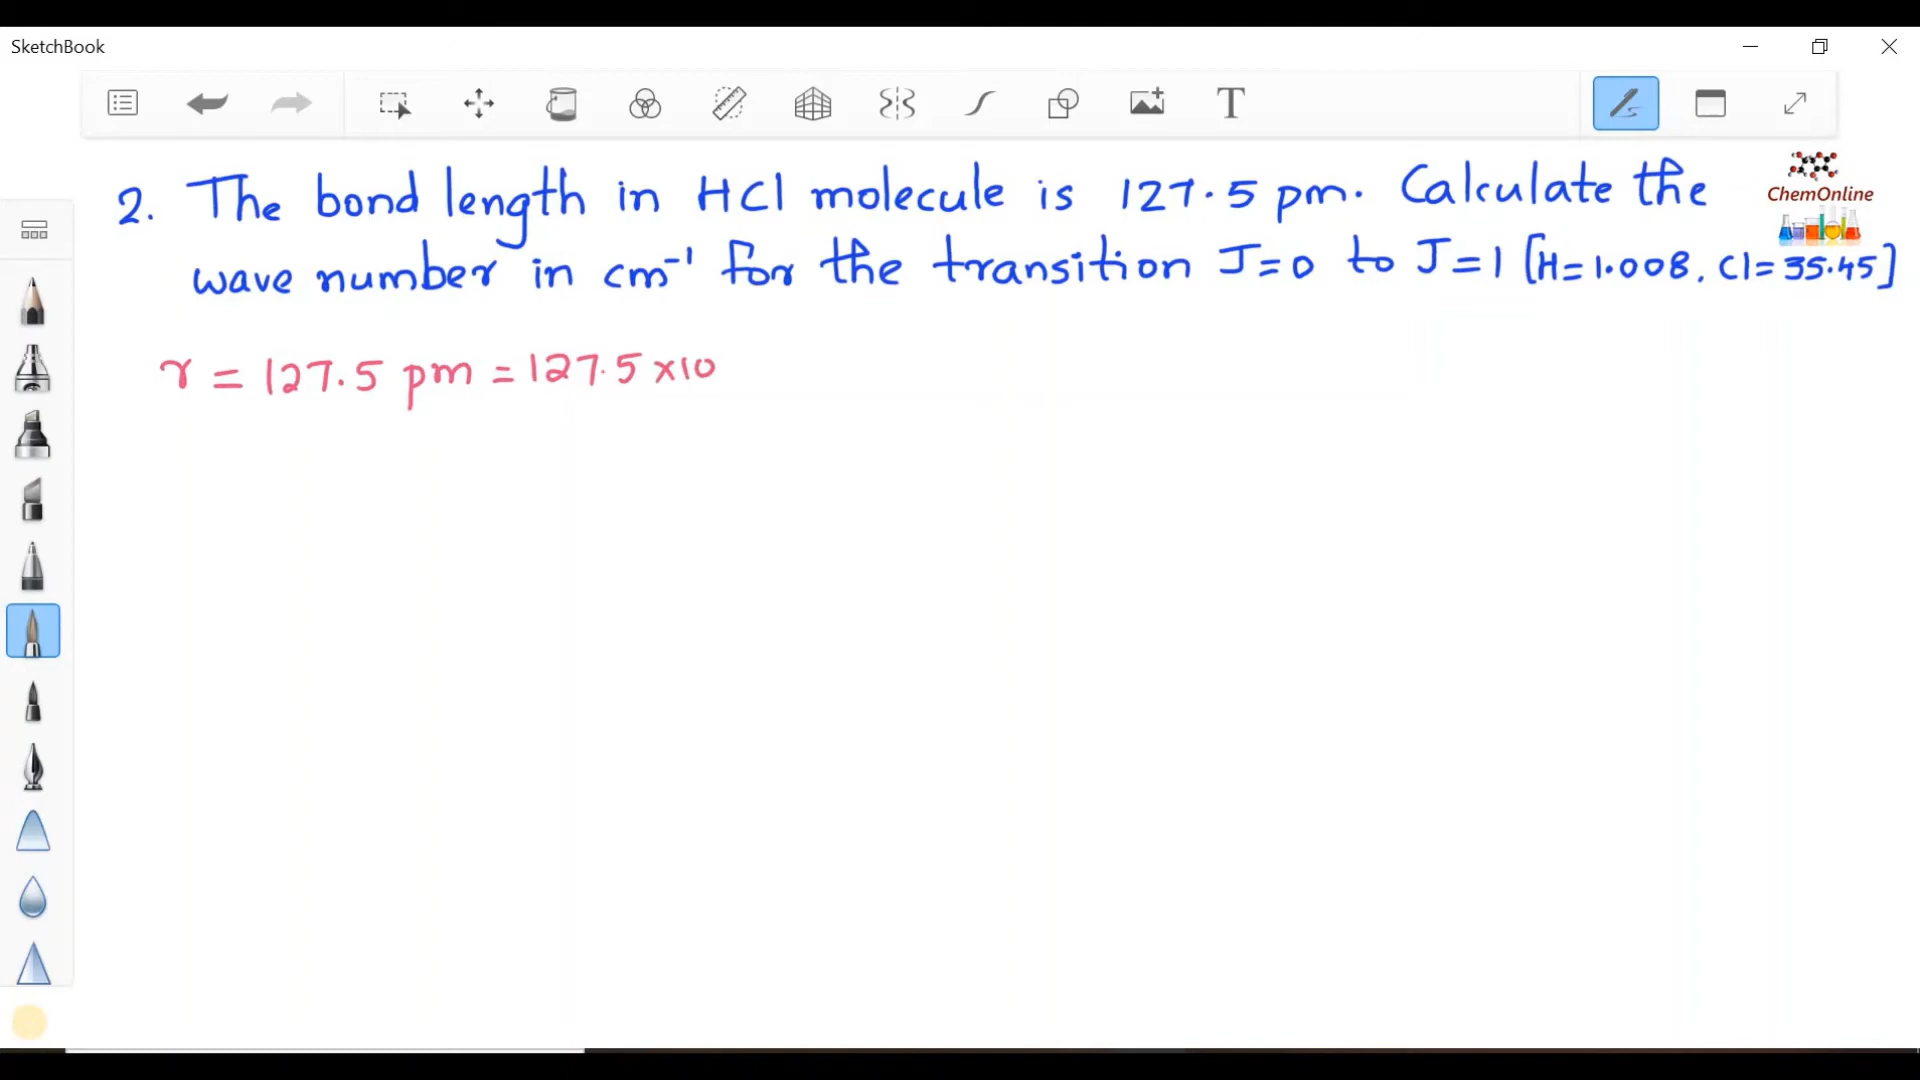 SketchBook
T
2. The bond length in HCl molecule is 127.5 pm. Calculate the
ChemOnline
wave number in cm⁻¹ for the transition J=0 to J=1 [H=1.008, Cl=35.45]
r = 127.5 pm = 127.5 x10